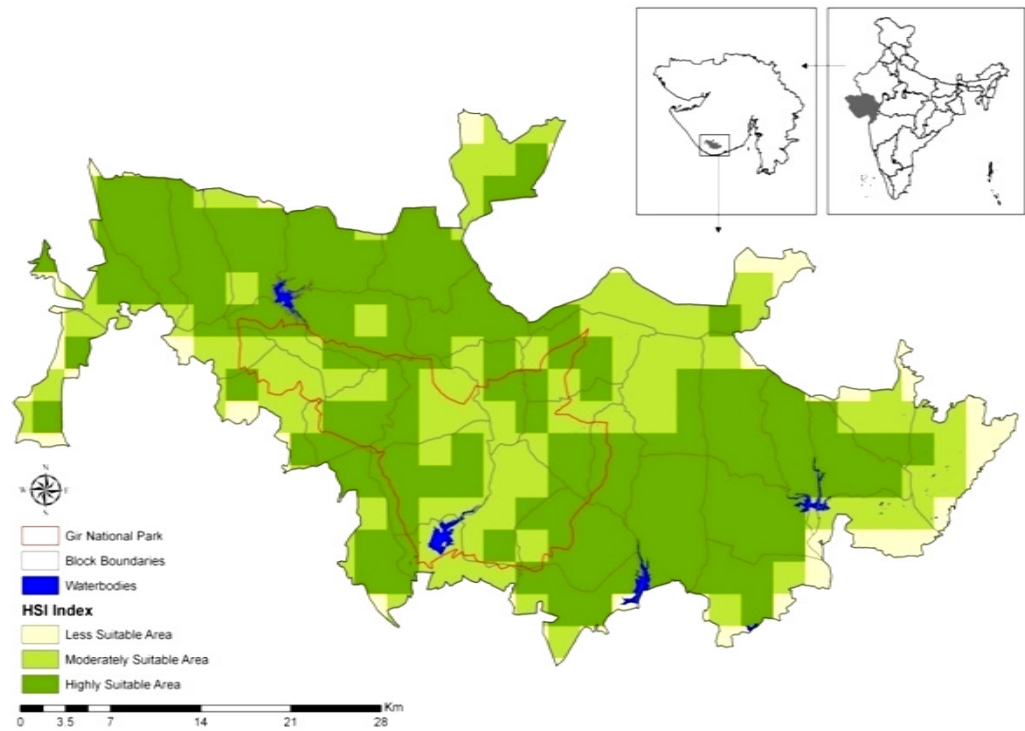 N
W E
S
Gir National Park
Block Boundaries
Waterbodies
HSI Index
Less Suitable Area
Moderately Suitable Area
Highly Suitable Area
Km
0 3.5 7 14 21 28